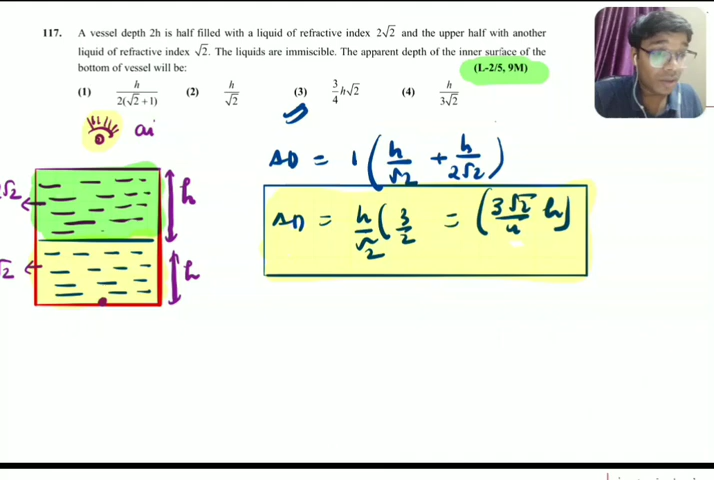 117. A vessel depth 2h is half filled with a liquid of refractive index 2√2 and the upper half with another
liquid of refractive index √2. The liquids are immiscible. The apparent depth of the inner surface of the
bottom of vessel will be: (L-2/5, 9M)
(1) h/2(√2 + 1) (2) h/√2 (3) 3/4 h√2 (4) h/3√2
ai
AD = 1 (h/√2 + h/2√2)
√2 h
AD = h/√2 (3/2 = (3√2/4 h)
√2 h